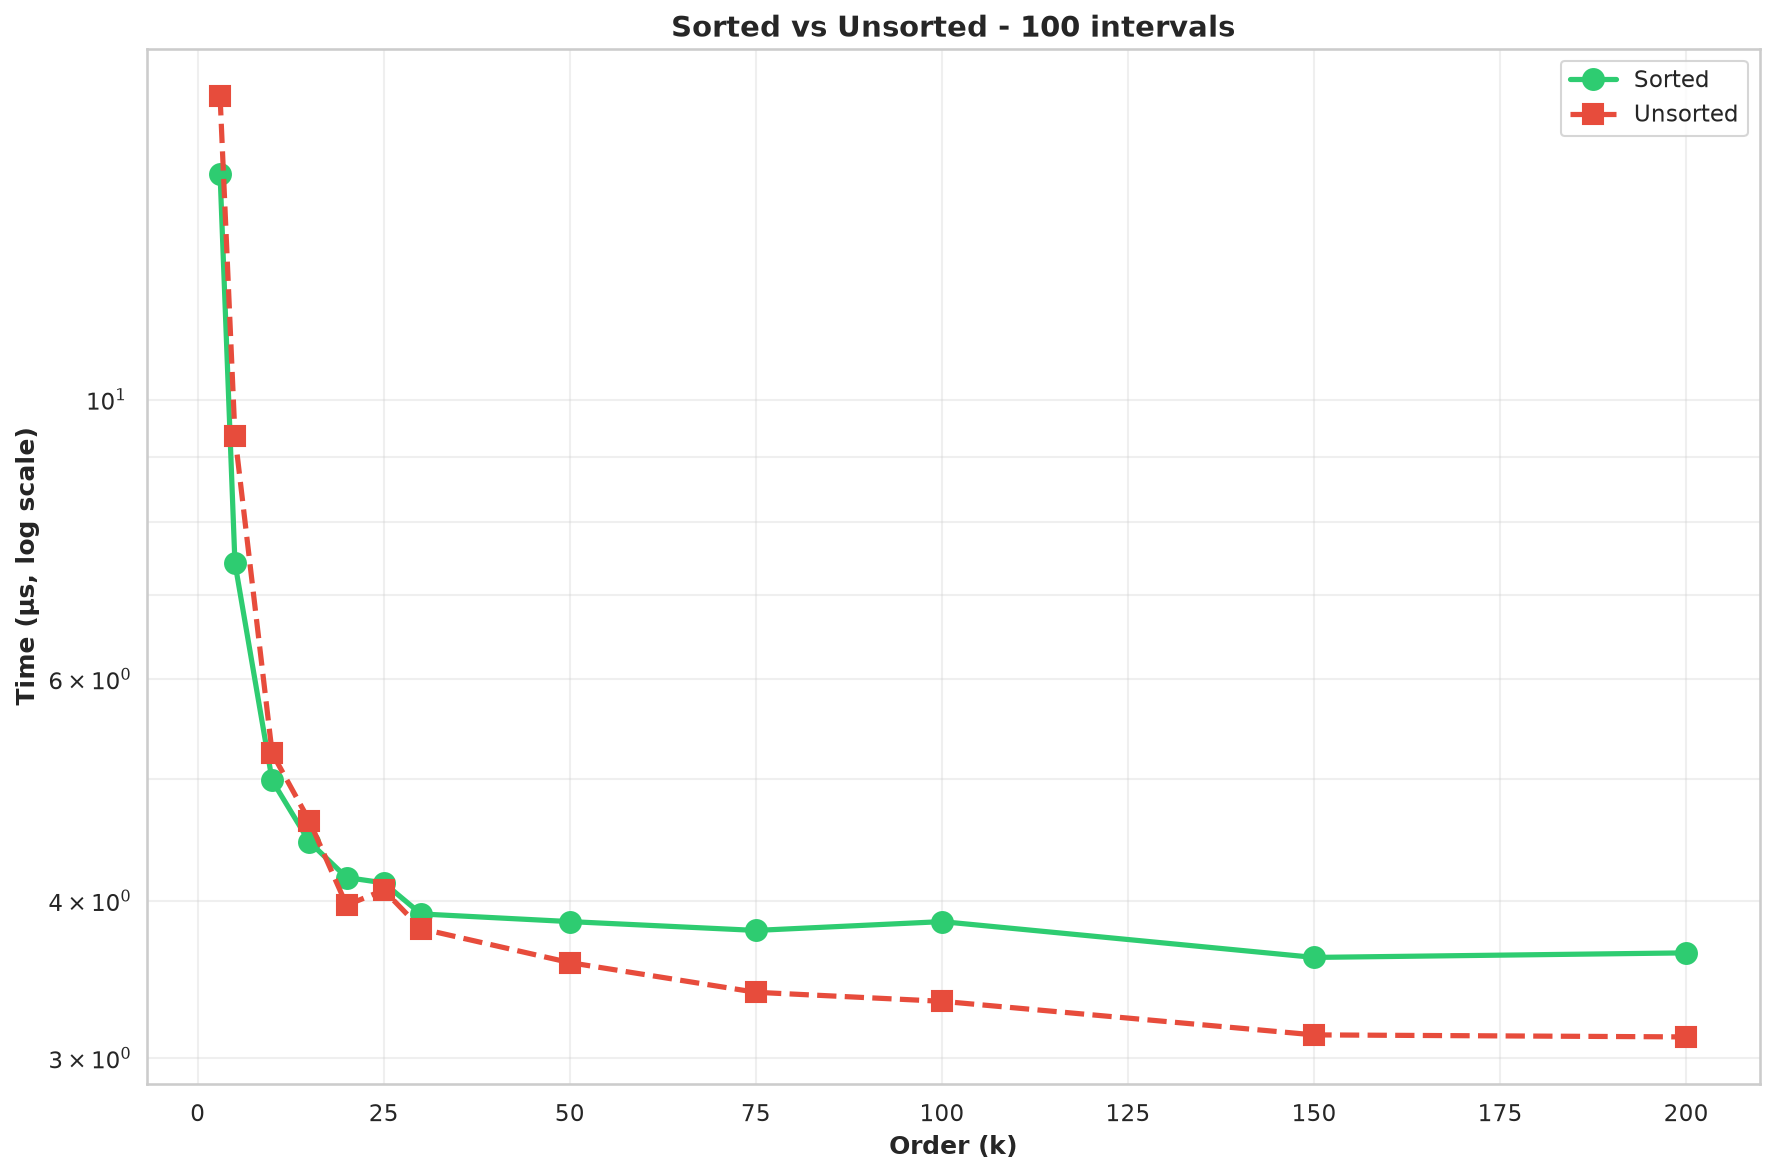 Sorted vs Unsorted - 100 intervals
Sorted
Unsorted
Time (µs, log scale)
10¹
6 × 10⁰
4 × 10⁰
3 × 10⁰
0 25 50 75 100 125 150 175 200
Order (k)